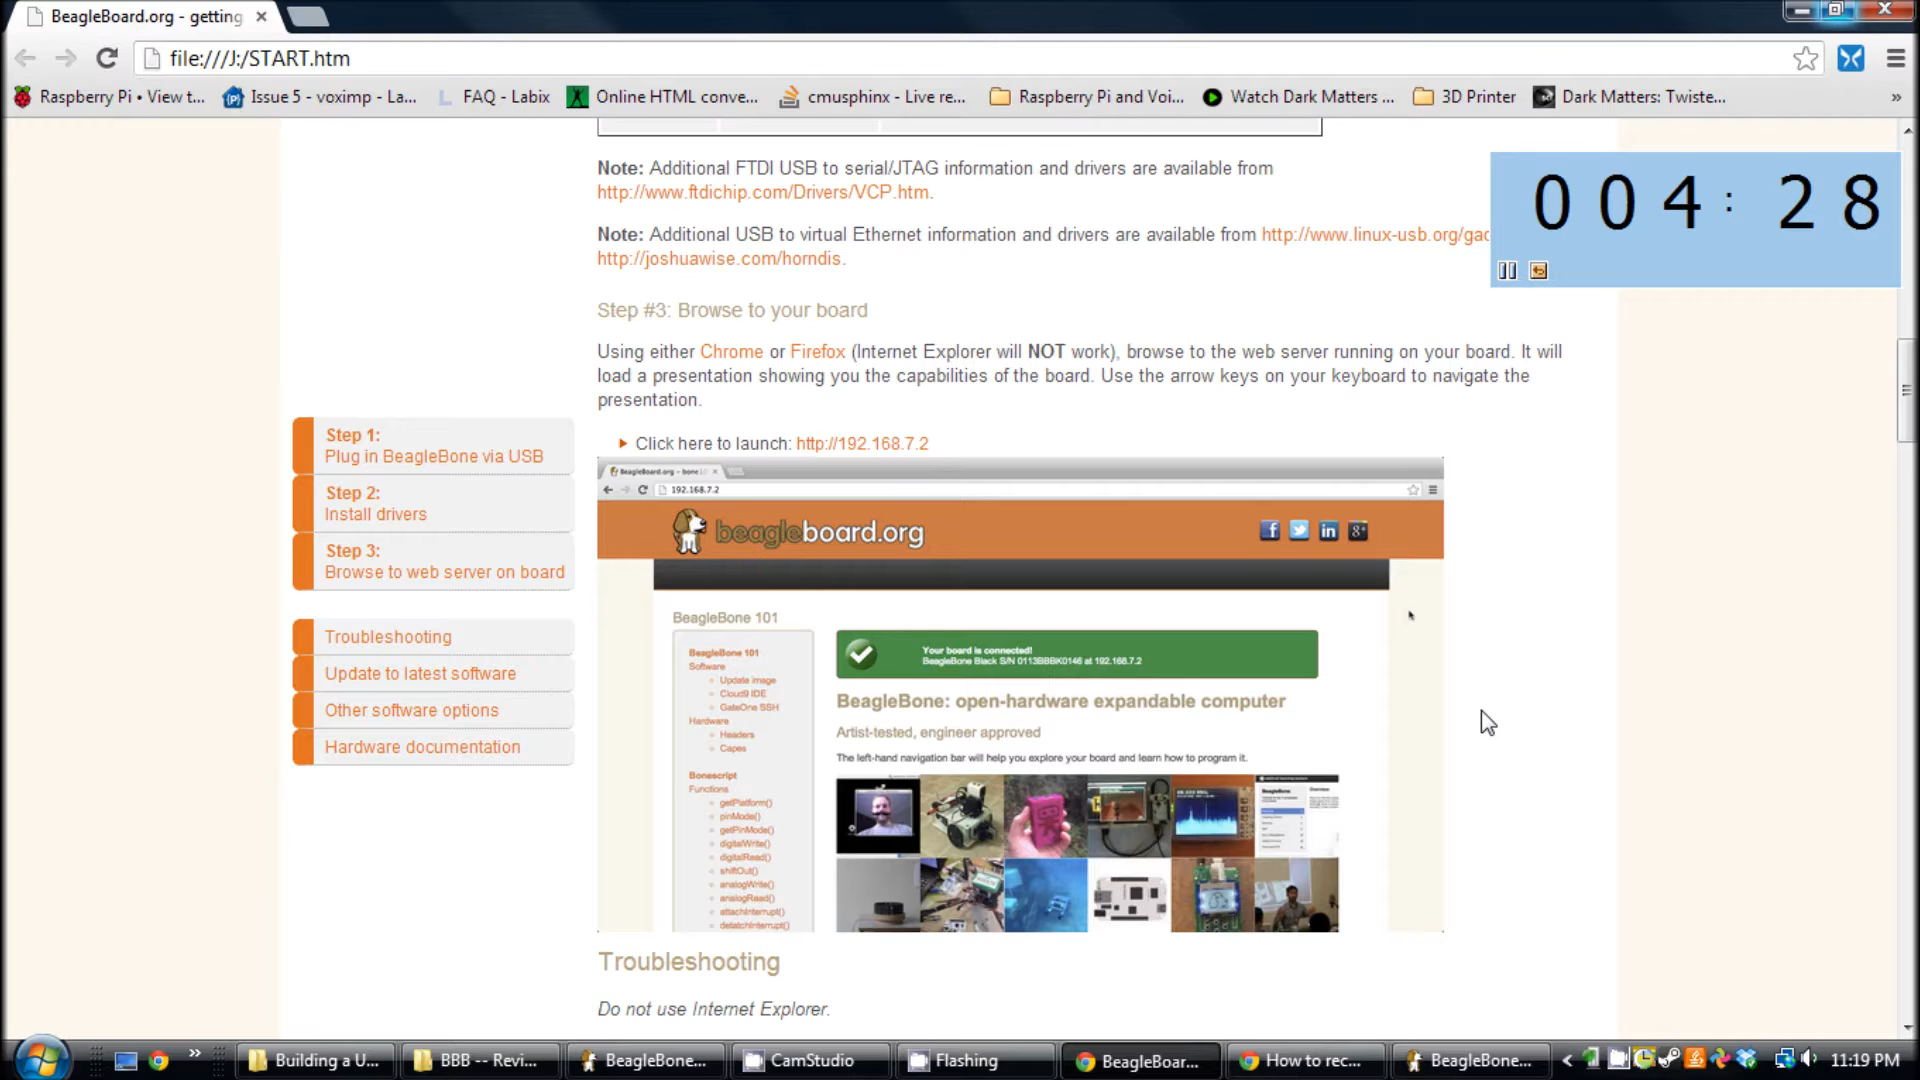 BeagleBoard.org - getting
file:///J:/START.htm
Raspberry Pi • View t...
Issue 5 - voximp - La...
FAQ - Labix
Online HTML conve...
cmusphinx - Live re...
Raspberry Pi and Voi...
Watch Dark Matters ...
3D Printer
Dark Matters: Twiste...
»
Note: Additional FTDI USB to serial/JTAG information and drivers are available from
http://www.ftdichip.com/Drivers/VCP.htm.
Note: Additional USB to virtual Ethernet information and drivers are available from http://www.linux-usb.org/gad
http://joshuawise.com/horndis.
004:28
Step #3: Browse to your board
Using either Chrome or Firefox (Internet Explorer will NOT work), browse to the web server running on your board. It will
load a presentation showing you the capabilities of the board. Use the arrow keys on your keyboard to navigate the
presentation.
Click here to launch: http://192.168.7.2
Step 1:
Plug in BeagleBone via USB
Step 2:
Install drivers
Step 3:
Browse to web server on board
Troubleshooting
Update to latest software
Other software options
Hardware documentation
192.168.7.2
beagleboard.org
BeagleBone 101
BeagleBone 101
Software
Update image
Cloud9 IDE
GateOne SSH
Hardware
Headers
Capes
Bonescript
Functions
getPlatform()
pinMode()
getPinMode()
digitalWrite()
digitalRead()
shiftOut()
analogWrite()
analogRead()
attachInterrupt()
detatchInterrupt()
Your board is connected!
BeagleBone Black S/N 0113BBBK0146 at 192.168.7.2
BeagleBone: open-hardware expandable computer
Artist-tested, engineer approved
The left-hand navigation bar will help you explore your board and learn how to program it.
Troubleshooting
Do not use Internet Explorer.
»
Building a U...
BBB -- Revi...
BeagleBone...
CamStudio
Flashing
BeagleBoar...
How to rec...
BeagleBone...
11:19 PM